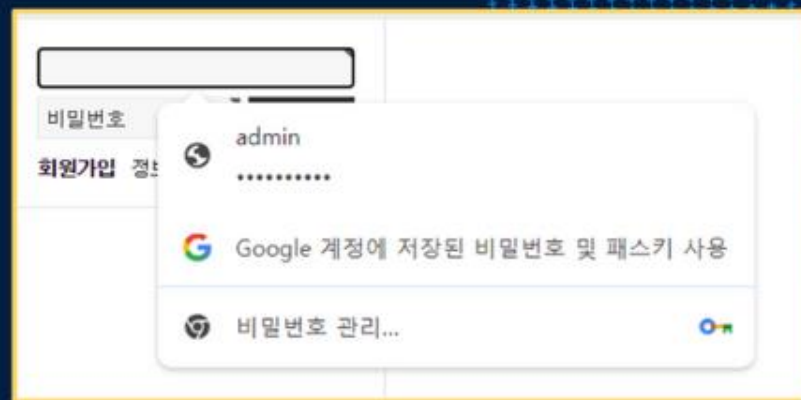 비밀번호
회원가입
admin
••••••••••
Google 계정에 저장된 비밀번호 및 패스키 사용
비밀번호 관리...